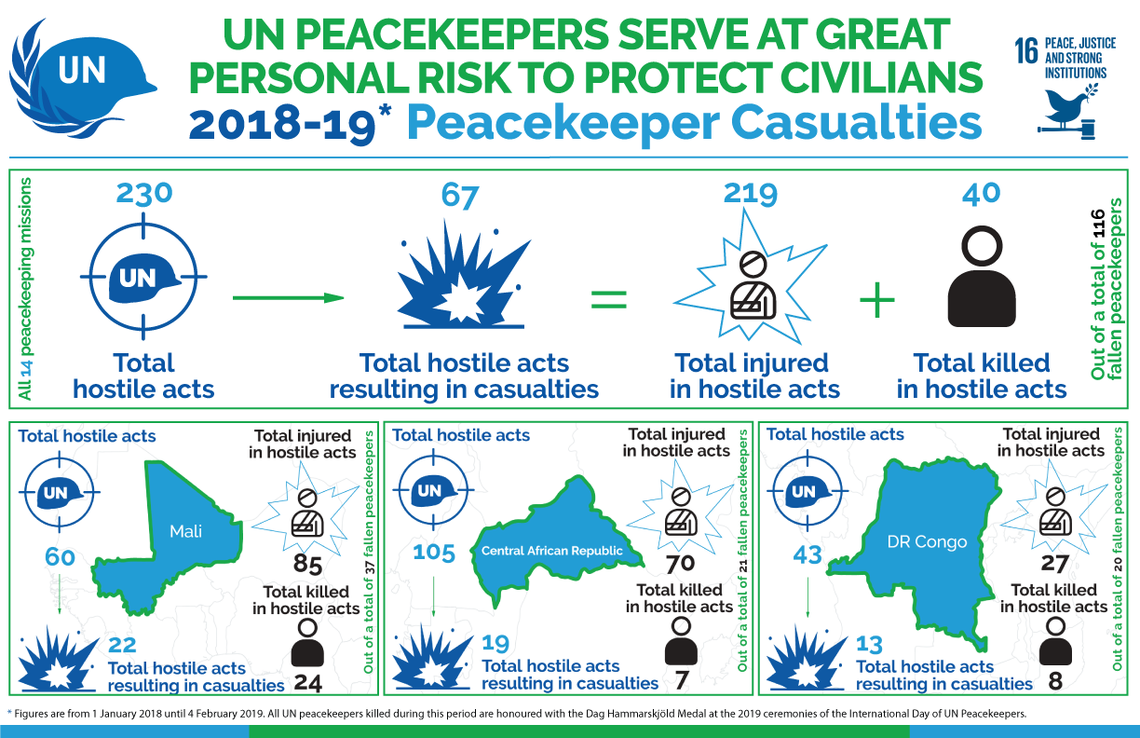 UN
UN PEACEKEEPERS SERVE AT GREAT
PERSONAL RISK TO PROTECT CIVILIANS
2018-19* Peacekeeper Casualties
16 PEACE, JUSTICE
AND STRONG
INSTITUTIONS
All 14 peacekeeping missions
230
UN
Total
hostile acts
67
Total hostile acts
resulting in casualties
=
219
Total injured
in hostile acts
+
40
Total killed
in hostile acts
Out of a total of 116
fallen peacekeepers
Total hostile acts
UN
60
22
Total hostile acts
resulting in casualties
Mali
Total injured
in hostile acts
85
Total killed
in hostile acts
24
Out of a total of 37 fallen peacekeepers
Total hostile acts
UN
105
19
Total hostile acts
resulting in casualties
Central African Republic
Total injured
in hostile acts
70
Total killed
in hostile acts
7
Out of a total of 21 fallen peacekeepers
Total hostile acts
UN
43
13
Total hostile acts
resulting in casualties
DR Congo
Total injured
in hostile acts
27
Total killed
in hostile acts
8
Out of a total of 20 fallen peacekeepers
* Figures are from 1 January 2018 until 4 February 2019. All UN peacekeepers killed during this period are honoured with the Dag Hammarskjöld Medal at the 2019 ceremonies of the International Day of UN Peacekeepers.